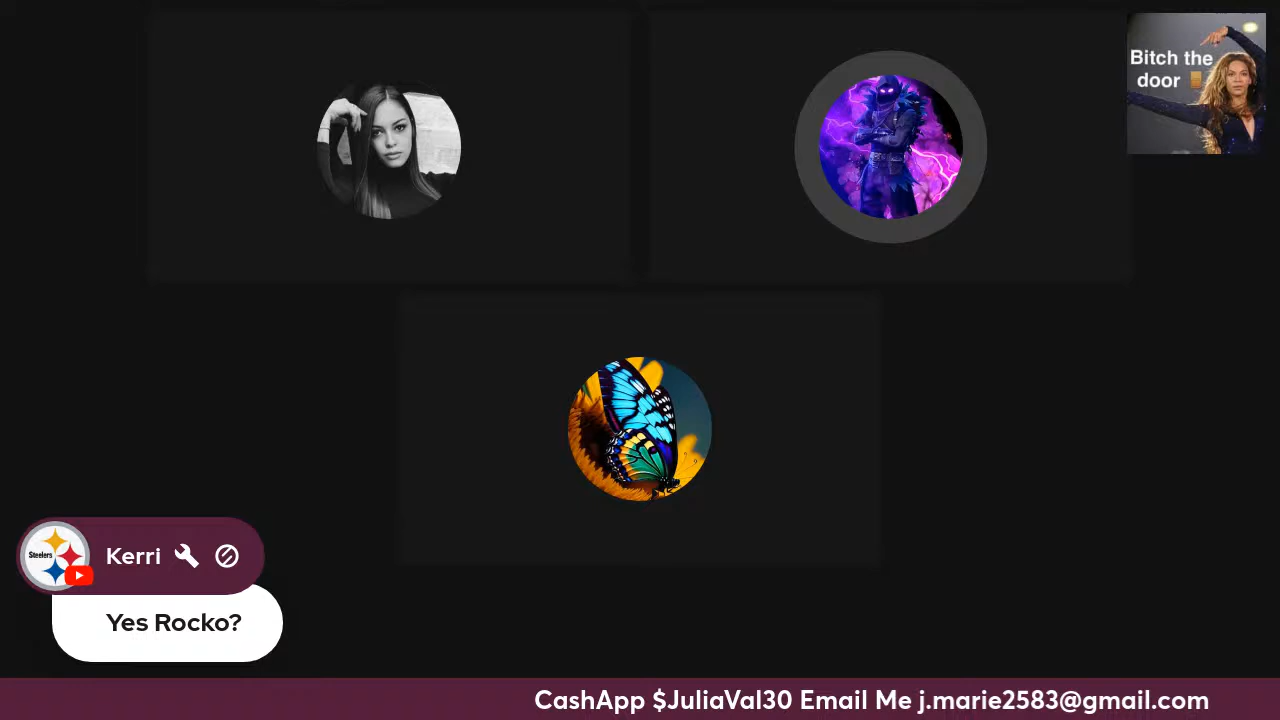 Bitch the
door
Steelers
Kerri
Yes Rocko?
CashApp $JuliaVal30 Email Me j.marie2583@gmail.com